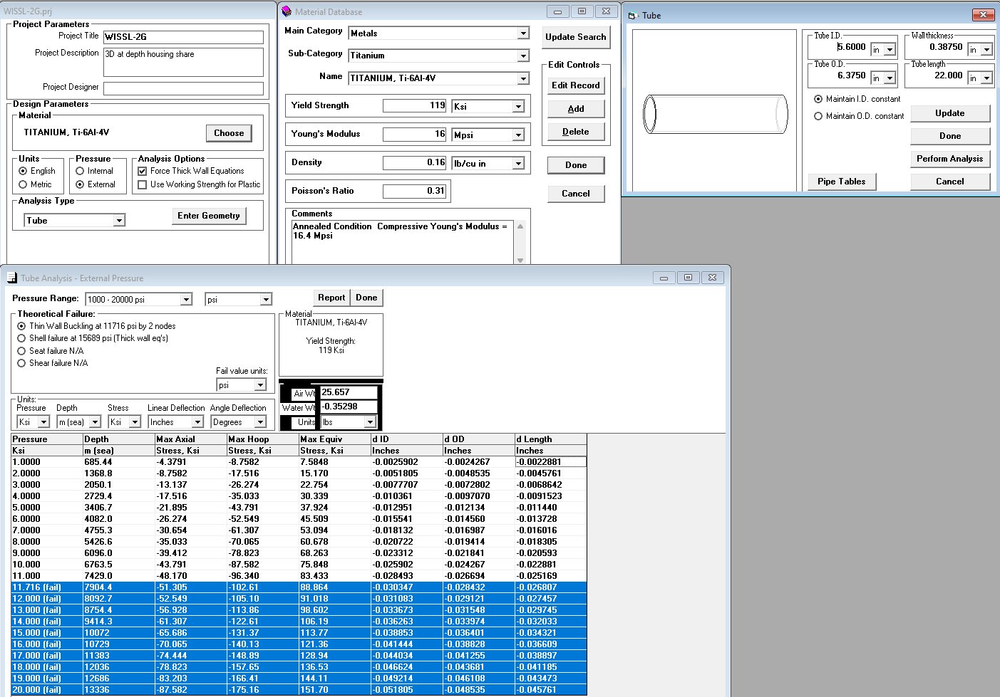 WISSL-2G.prj
Project Parameters
Project Title WISSL-2G
Project Description 3D at depth housing share
Project Designer
Design Parameters
Material
TITANIUM, Ti-6Al-4V Choose
Units Pressure Analysis Options
English Internal Force Thick Wall Equations
Metric External Use Working Strength for Plastic
Analysis Type
Tube Enter Geometry
Material Database
Main Category Metals Update Search
Sub-Category Titanium
Name TITANIUM, Ti-6Al-4V
Edit Controls
Edit Record
Add
Delete
Yield Strength 119 Ksi
Young's Modulus 16 Mpsi
Density 0.16 lb/cu in
Poisson's Ratio 0.31
Done
Cancel
Comments
Annealed Condition Compressive Young's Modulus =
16.4 Mpsi
Tube
Tube I.D. Wall thickness
5.6000 in 0.38750 in
Tube O.D. Tube length
6.3750 in 22.000 in
Maintain I.D. constant
Maintain O.D. constant
Update
Done
Perform Analysis
Pipe Tables Cancel
Tube Analysis - External Pressure
Pressure Range: 1000 - 20000 psi psi Report Done
Theoretical Failure:
Thin Wall Buckling at 11716 psi by 2 nodes
Shell failure at 15689 psi (Thick wall eq's)
Seat failure N/A
Shear failure N/A
Fail value units:
psi
Material
TITANIUM, Ti-6Al-4V
Yield Strength:
119 Ksi
Air Wt 25.657
Water Wt -0.35298
Units lbs
Units:
Pressure Depth Stress Linear Deflection Angle Deflection
Ksi m (sea) Ksi Inches Degrees
Pressure Depth Max Axial Max Hoop Max Equiv d ID d OD d Length
Ksi m (sea) Stress, Ksi Stress, Ksi Stress, Ksi Inches Inches Inches
1.0000 685.44 -4.3791 -8.7582 7.5848 -0.0025902 -0.0024267 -0.0022881
2.0000 1368.8 -8.7582 -17.516 15.170 -0.0051805 -0.0048535 -0.0045761
3.0000 2050.1 -13.137 -26.274 22.754 -0.0077707 -0.0072802 -0.0068642
4.0000 2729.4 -17.516 -35.033 30.339 -0.010361 -0.0097070 -0.0091523
5.0000 3406.7 -21.895 -43.791 37.924 -0.012951 -0.012134 -0.011440
6.0000 4082.0 -26.274 -52.549 45.509 -0.015541 -0.014560 -0.013728
7.0000 4755.3 -30.654 -61.307 53.094 -0.018132 -0.016987 -0.016016
8.0000 5426.6 -35.033 -70.065 60.678 -0.020722 -0.019414 -0.018305
9.0000 6096.0 -39.412 -78.823 68.263 -0.023312 -0.021841 -0.020593
10.000 6763.5 -43.791 -87.582 75.848 -0.025902 -0.024267 -0.022881
11.000 7429.0 -48.170 -96.340 83.433 -0.028493 -0.026694 -0.025169
11.716 (fail) 7904.4 -51.305 -102.61 88.864 -0.030347 -0.028432 -0.026807
12.000 (fail) 8092.7 -52.549 -105.10 91.018 -0.031083 -0.029121 -0.027457
13.000 (fail) 8754.4 -56.928 -113.86 98.602 -0.033673 -0.031548 -0.029745
14.000 (fail) 9414.3 -61.307 -122.61 106.19 -0.036263 -0.033974 -0.032033
15.000 (fail) 10072 -65.686 -131.37 113.77 -0.038853 -0.036401 -0.034321
16.000 (fail) 10729 -70.065 -140.13 121.36 -0.041444 -0.038828 -0.036609
17.000 (fail) 11383 -74.444 -148.89 128.94 -0.044034 -0.041255 -0.038897
18.000 (fail) 12036 -78.823 -157.65 136.53 -0.046624 -0.043681 -0.041185
19.000 (fail) 12686 -83.203 -166.41 144.11 -0.049214 -0.046108 -0.043473
20.000 (fail) 13336 -87.582 -175.16 151.70 -0.051805 -0.048535 -0.045761